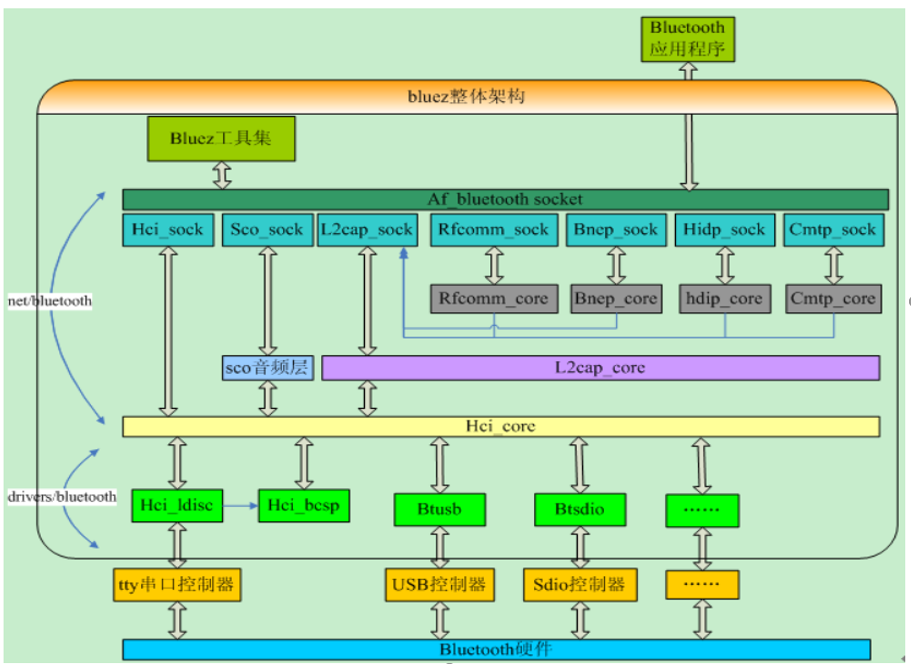 Bluetooth
应用程序
bluez整体架构
Bluez工具集
Af_bluetooth socket
Hci_sock
Sco_sock
L2cap_sock
Rfcomm_sock
Bnep_sock
Hidp_sock
Cmtp_sock
net/bluetooth
Rfcomm_core
Bnep_core
hdip_core
Cmtp_core
sco音频层
L2cap_core
Hci_core
drivers/bluetooth
Hci_ldisc
Hci_bcsp
Btusb
Btsdio
……
tty串口控制器
USB控制器
Sdio控制器
……
Bluetooth硬件